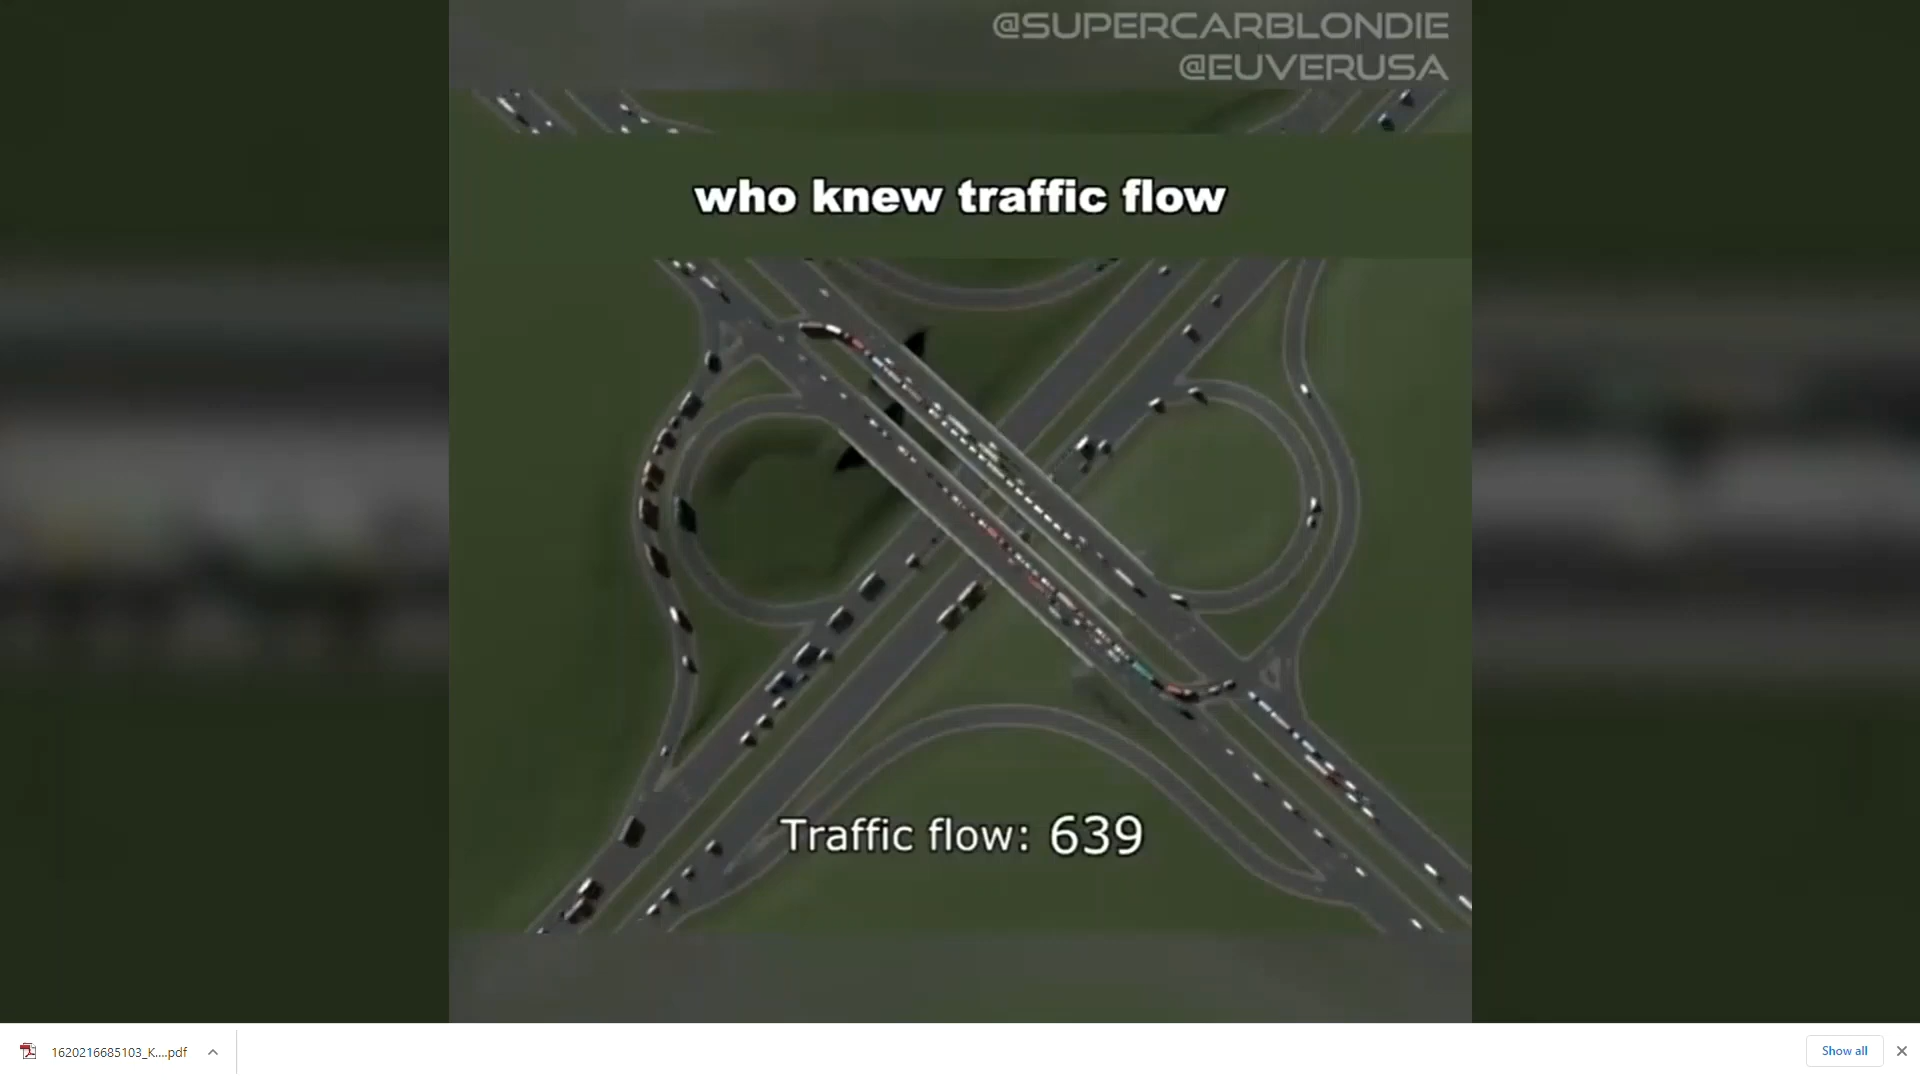 @SUPERCARBLONDIE
@EUVERUSA
who knew traffic flow
Traffic flow: 639
1620216685103_K....pdf
Show all